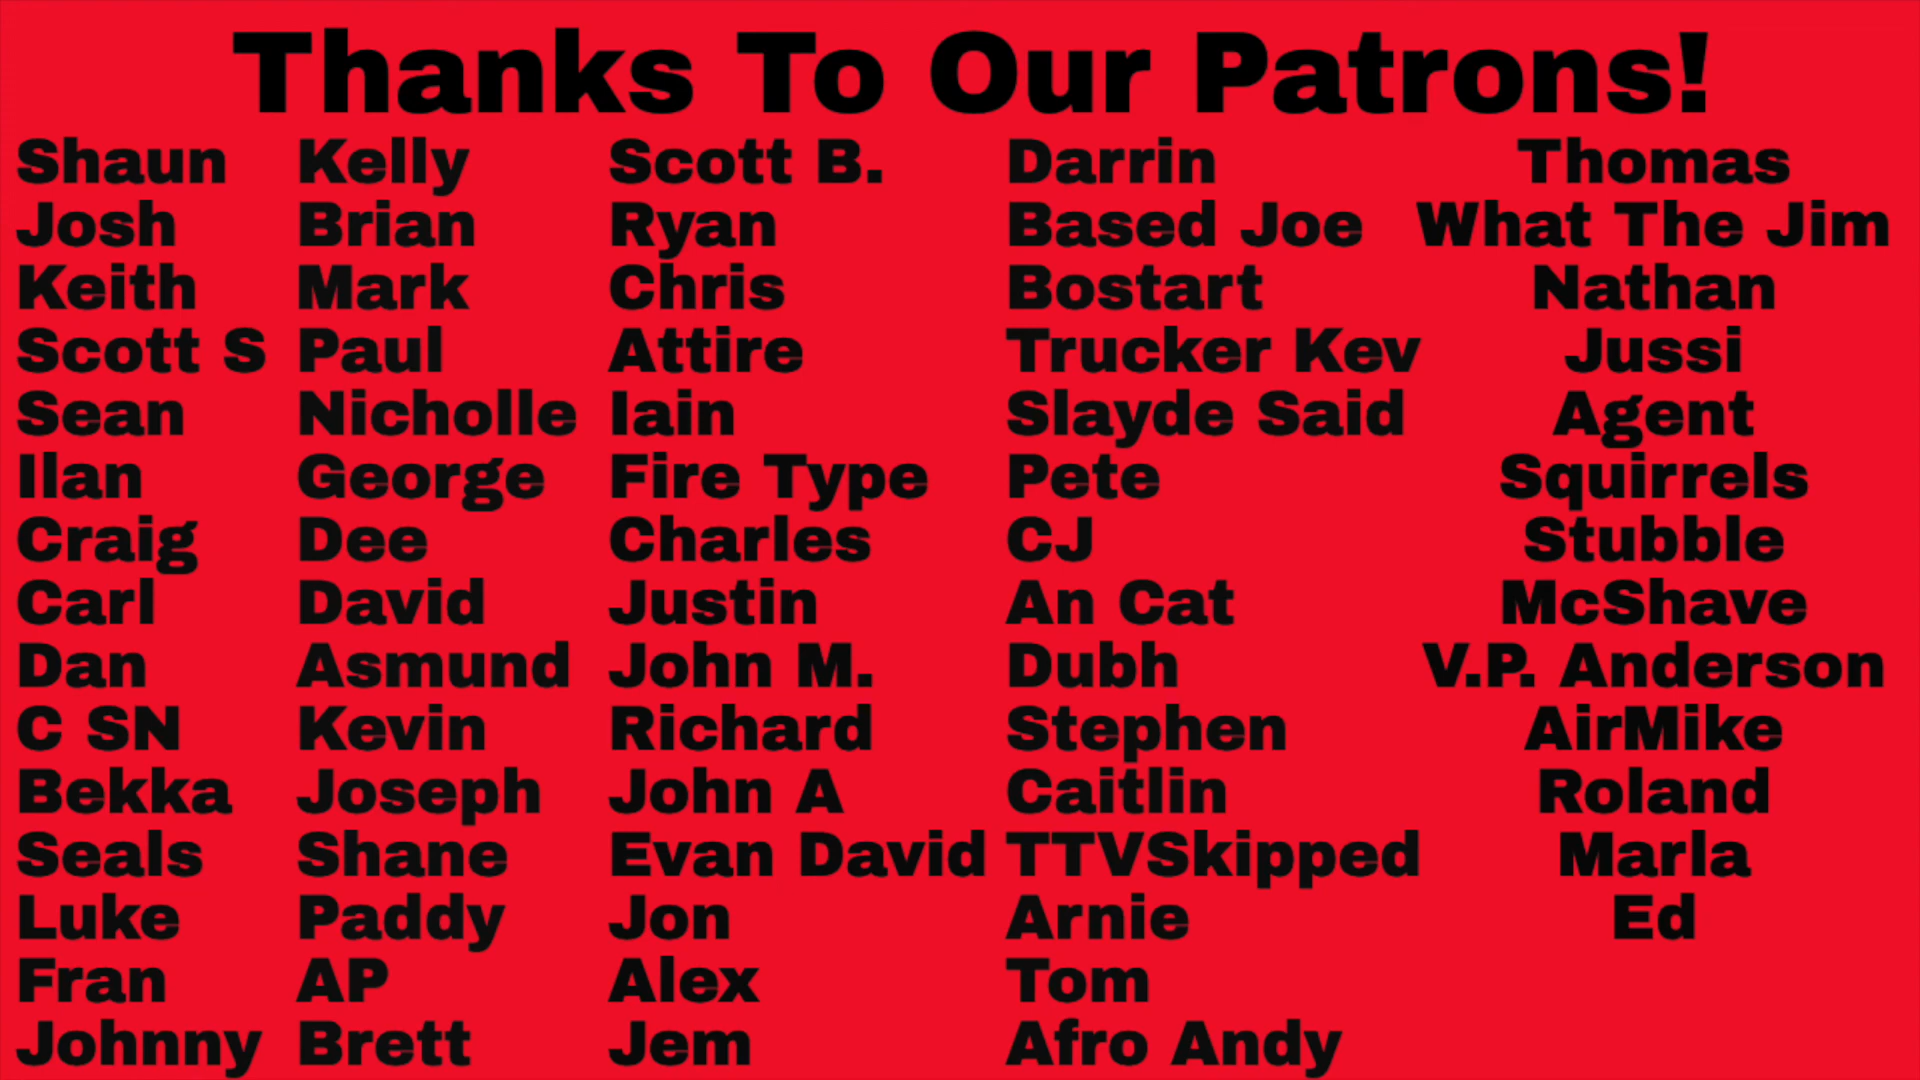 Thanks To Our Patrons!
Shaun
Josh
Keith
Scott S
Sean
Ilan
Craig
Carl
Dan
C SN
Bekka
Seals
Luke
Fran
Johnny
Kelly
Brian
Mark
Paul
Nicholle
George
Dee
David
Asmund
Kevin
Joseph
Shane
Paddy
AP
Brett
Scott B.
Ryan
Chris
Attire
Iain
Fire Type
Charles
Justin
John M.
Richard
John A
Evan David
Jon
Alex
Jem
Darrin
Based Joe
Bostart
Trucker Kev
Slayde Said
Pete
CJ
An Cat
Dubh
Stephen
Caitlin
TTVSkipped
Arnie
Tom
Afro Andy
Thomas
What The Jim
Nathan
Jussi
Agent
Squirrels
Stubble
McShave
V.P. Anderson
AirMike
Roland
Marla
Ed